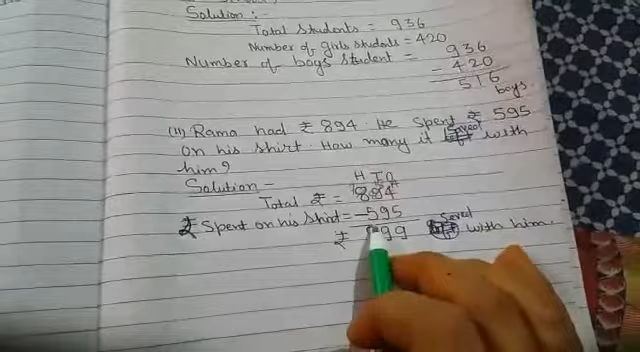 Solution :-
Total Students = 936
Number of girls students = 420
Number of boys student = 936
- 420
516
boys.
(ii) Rama had ₹ 894. He spent ₹ 595
on his shirt. How many it saved with
him?
Solution -
H T O
Total ₹ = 894
₹ Spent on his shirt = -595
₹ 99 saved with him.